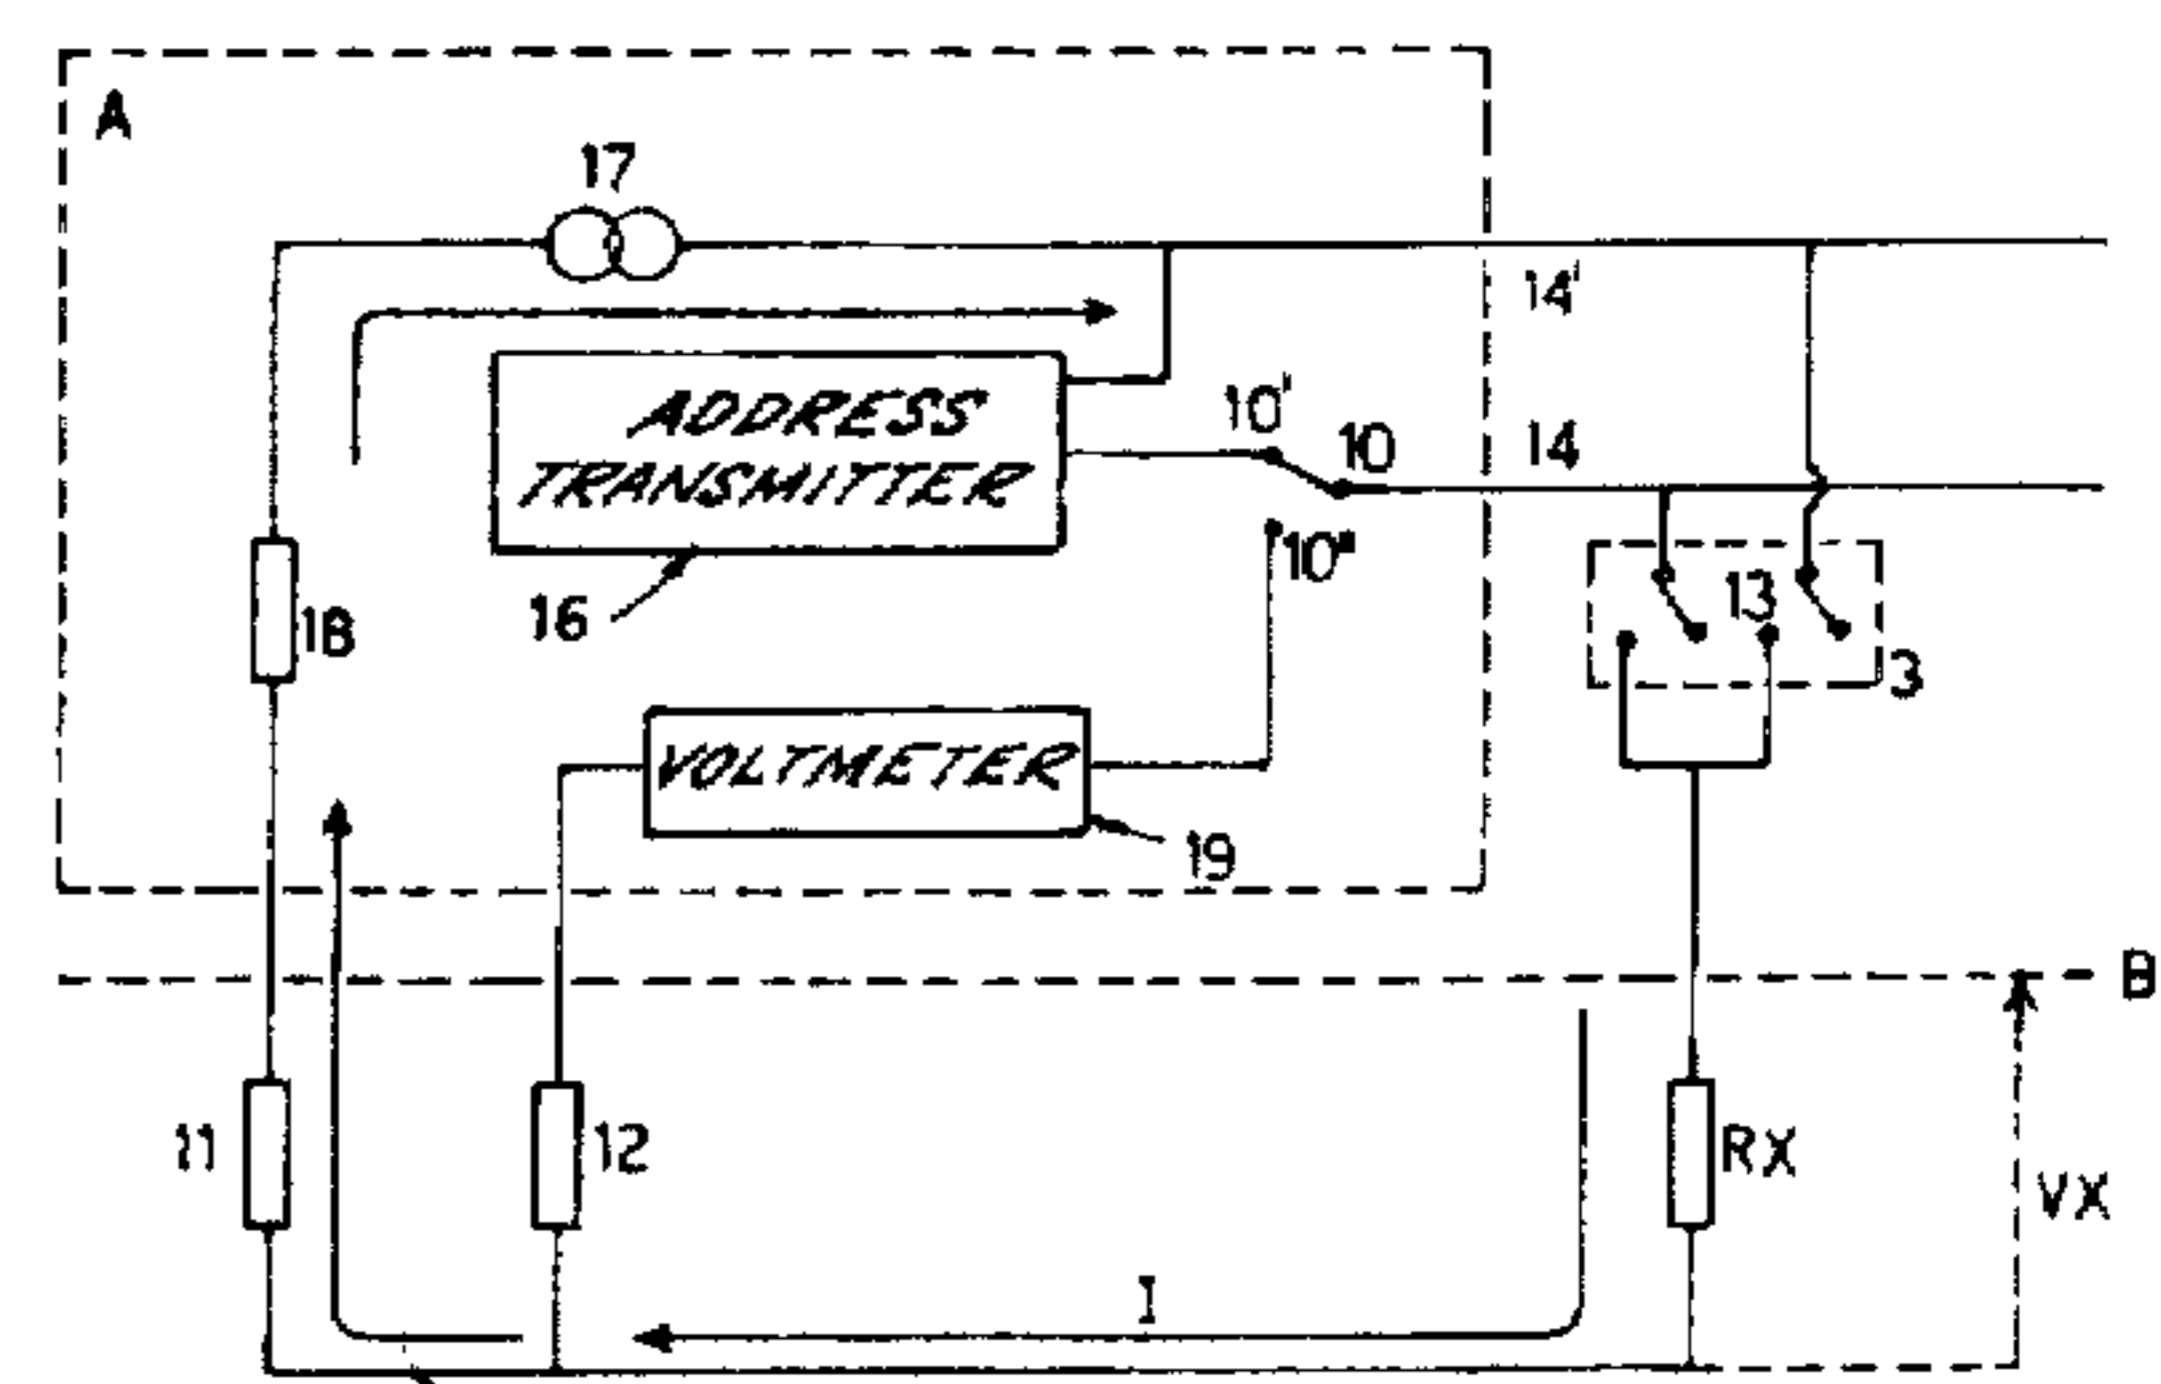 A
17
14'
ADDRESS
TRANSMITTER
10'
10
14
10"
16
18
13
3
VOLTMETER
19
B
11
12
RX
VX
I